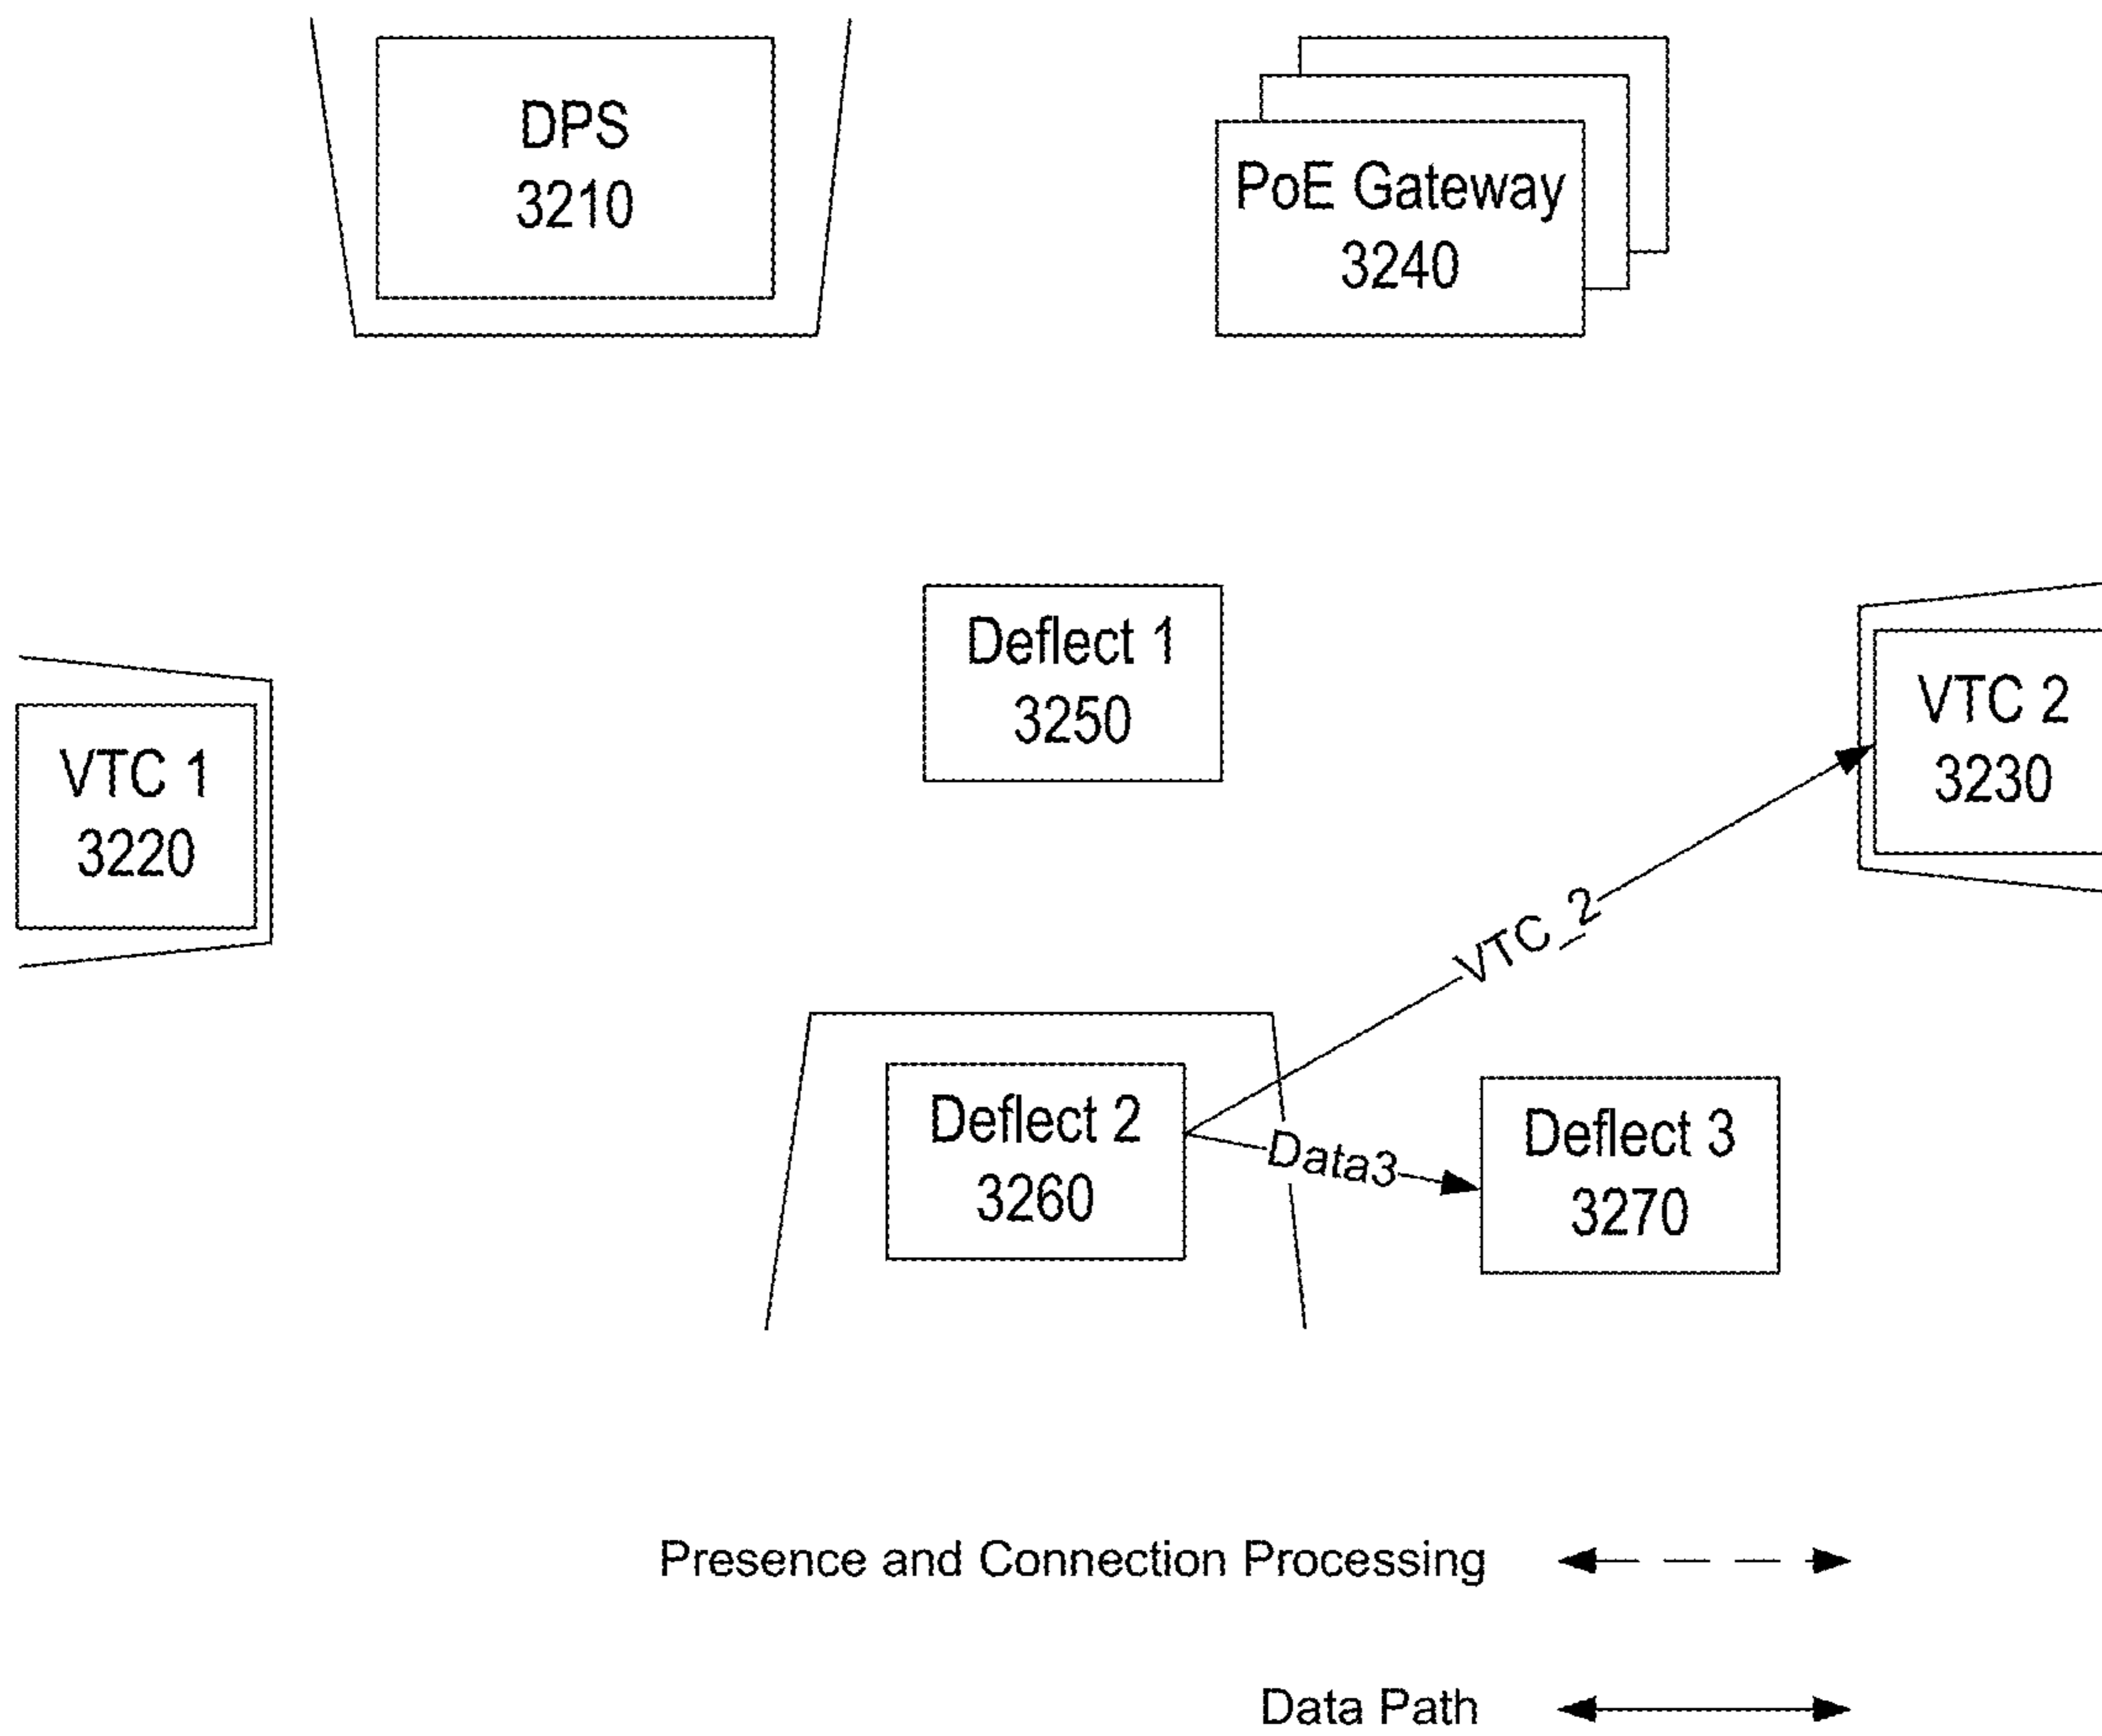 DPS
3210
PoE Gateway
3240
Deflect 1
3250
VTC 2
3230
VTC 1
3220
VTC_2
Deflect 2
3260
Data3
Deflect 3
3270
Presence and Connection Processing
Data Path